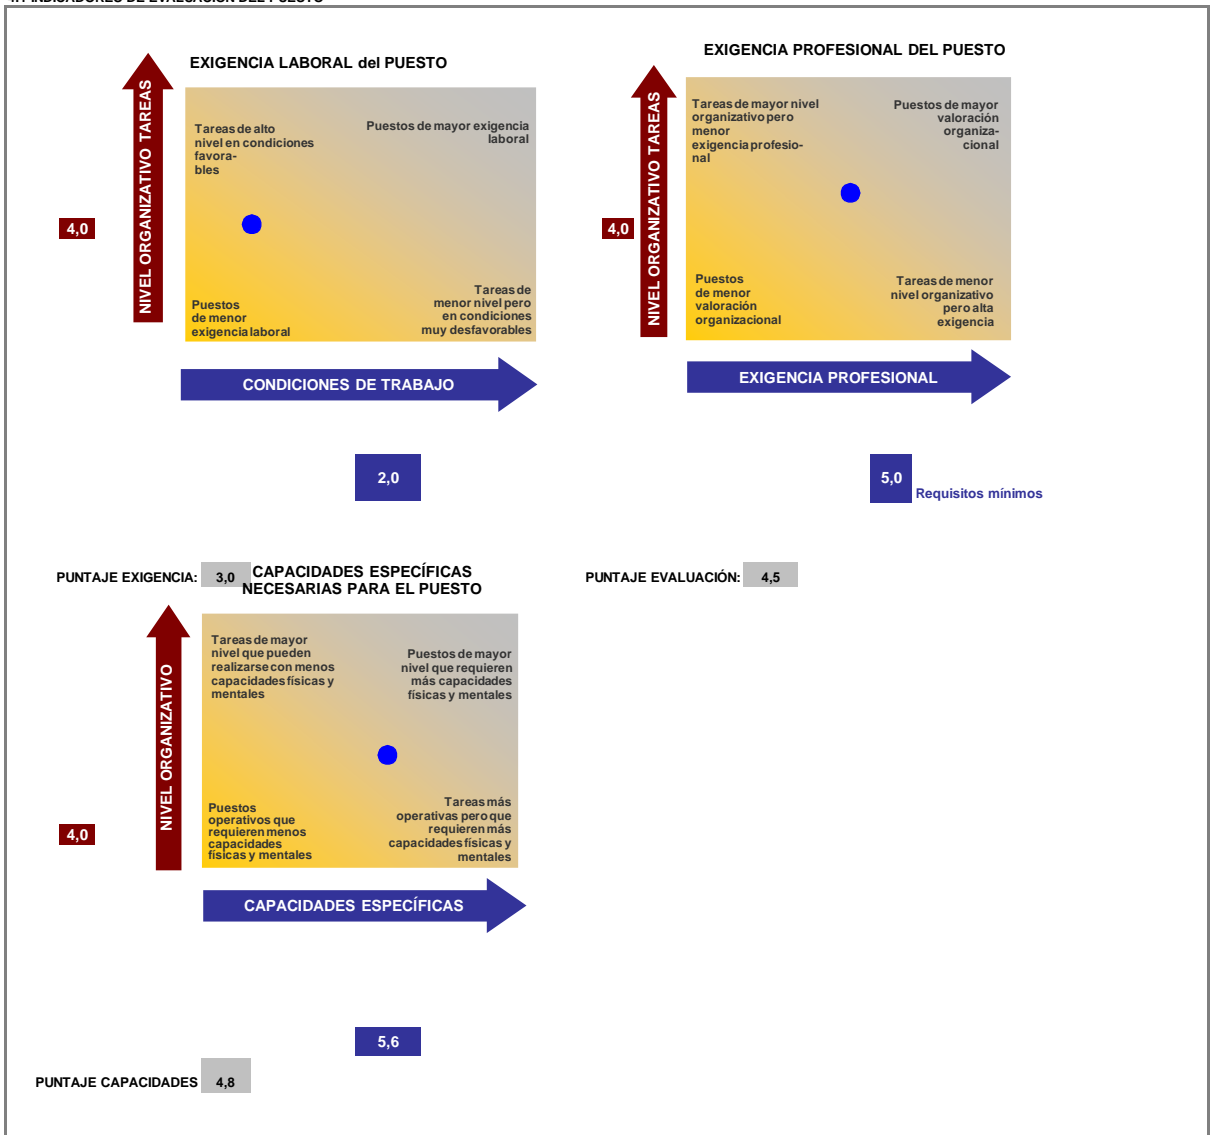 4.1 INDICADORES DE EVALUACIÓN DEL PUESTO
EXIGENCIA LABORAL del PUESTO
NIVEL ORGANIZATIVO TAREAS
Tareas de alto
nivel en condiciones
favora-
bles
Puestos de mayor exigencia
laboral
4,0
Puestos
de menor
exigencia laboral
Tareas de
menor nivel pero
en condiciones
muy desfavorables
CONDICIONES DE TRABAJO
2,0
PUNTAJE EXIGENCIA: 3,0
EXIGENCIA PROFESIONAL DEL PUESTO
NIVEL ORGANIZATIVO TAREAS
Tareas de mayor nivel
organizativo pero
menor
exigencia profesio-
nal
Puestos de mayor
valoración
organiza-
cional
4,0
Puestos
de menor
valoración
organizacional
Tareas de menor
nivel organizativo
pero alta
exigencia
EXIGENCIA PROFESIONAL
5,0
Requisitos mínimos
PUNTAJE EVALUACIÓN: 4,5
CAPACIDADES ESPECÍFICAS
NECESARIAS PARA EL PUESTO
NIVEL ORGANIZATIVO
Tareas de mayor
nivel que pueden
realizarse con menos
capacidades físicas y
mentales
Puestos de mayor
nivel que requieren
más capacidades
físicas y mentales
4,0
Puestos
operativos que
requieren menos
capacidades
físicas y mentales
Tareas más
operativas pero que
requieren más
capacidades físicas y
mentales
CAPACIDADES ESPECÍFICAS
5,6
PUNTAJE CAPACIDADES 4,8